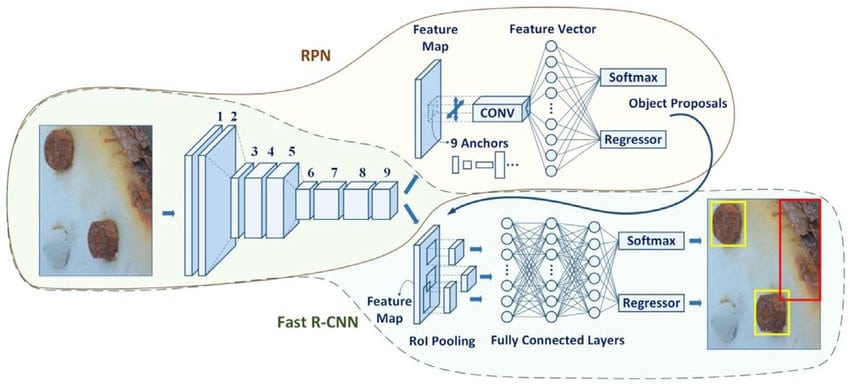 RPN
Feature
Map
Feature Vector
Softmax
CONV
Object Proposals
9 Anchors
Regressor
1 2
3 4 5
6 7 8 9
Softmax
Feature
Map
Regressor
Fast R-CNN
RoI Pooling
Fully Connected Layers